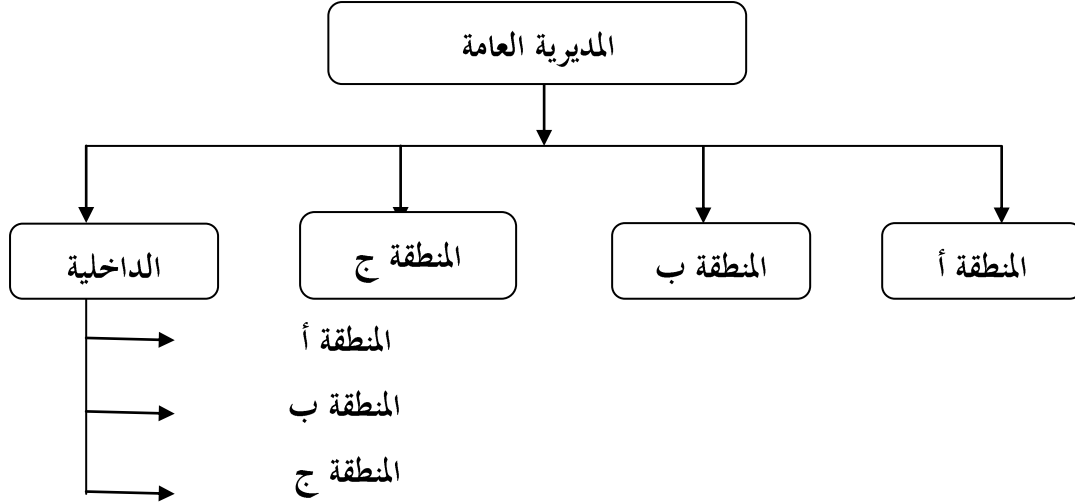 المديرية العامة
المنطقة أ
المنطقة ب
المنطقة ج
الداخلية
المنطقة أ
المنطقة ب
المنطقة ج